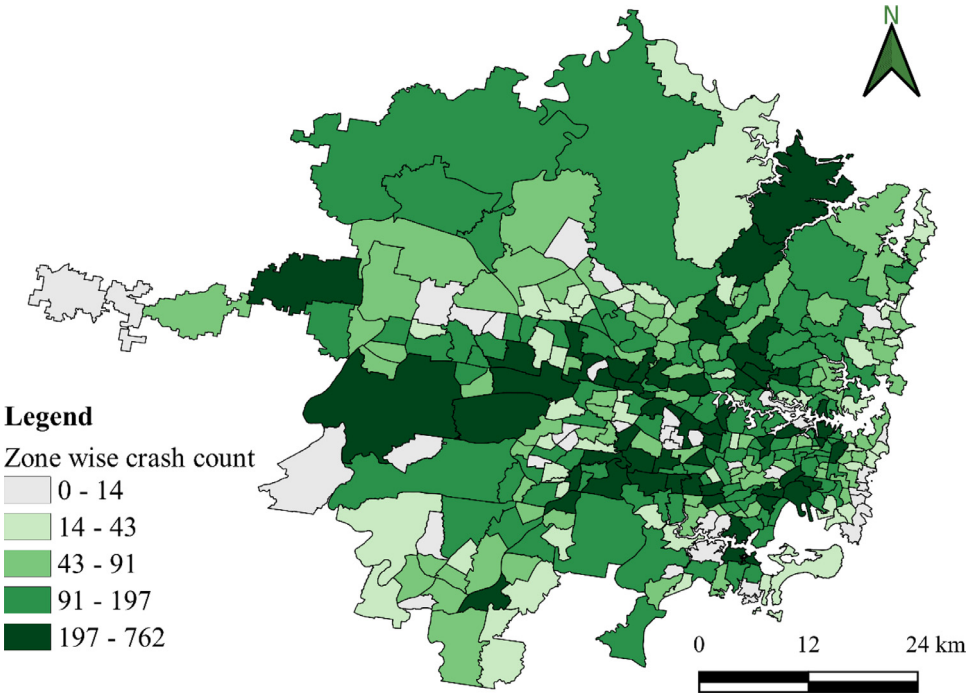 N
Legend
Zone wise crash count
0 - 14
14 - 43
43 - 91
91 - 197
197 - 762
0 12 24 km